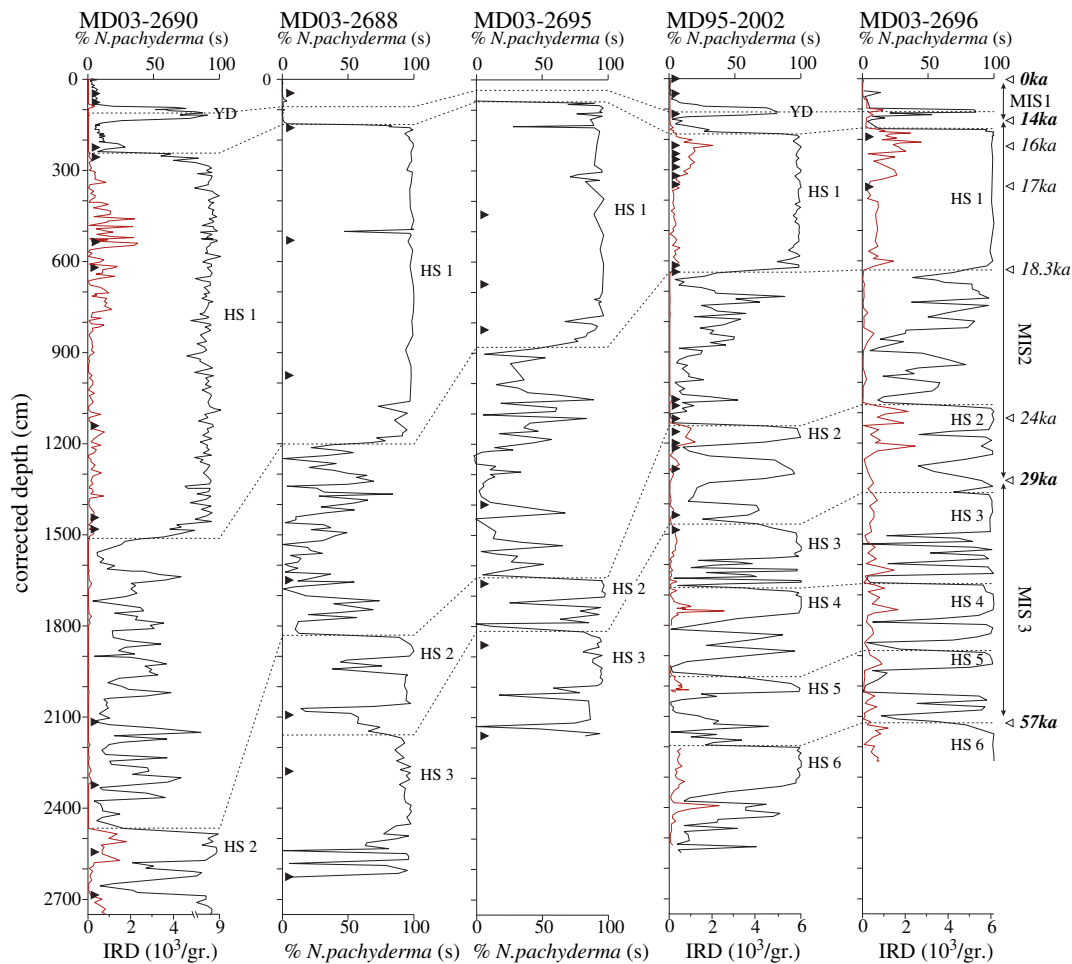 MD03-2690 MD03-2688 MD03-2695 MD95-2002 MD03-2696
% N.pachyderma (s) % N.pachyderma (s) % N.pachyderma (s) % N.pachyderma (s) % N.pachyderma (s)
0 50 100 0 50 100 0 50 100 0 50 100 0 50 100
0
300
600
900
1200
1500
1800
2100
2400
2700
corrected depth (cm)
YD
HS 1
HS 2
HS 1
HS 2
HS 3
HS 1
HS 2
HS 3
YD
HS 1
HS 2
HS 3
HS 4
HS 5
HS 6
HS 1
HS 2
HS 3
HS 4
HS 5
HS 6
0ka
MIS1
14ka
16ka
17ka
18.3ka
MIS2
24ka
29ka
MIS 3
57ka
0 2 4 9 0 50 100 0 50 100 0 2 4 6 0 2 4 6
IRD (10³/gr.) % N.pachyderma (s) % N.pachyderma (s) IRD (10³/gr.) IRD (10³/gr.)